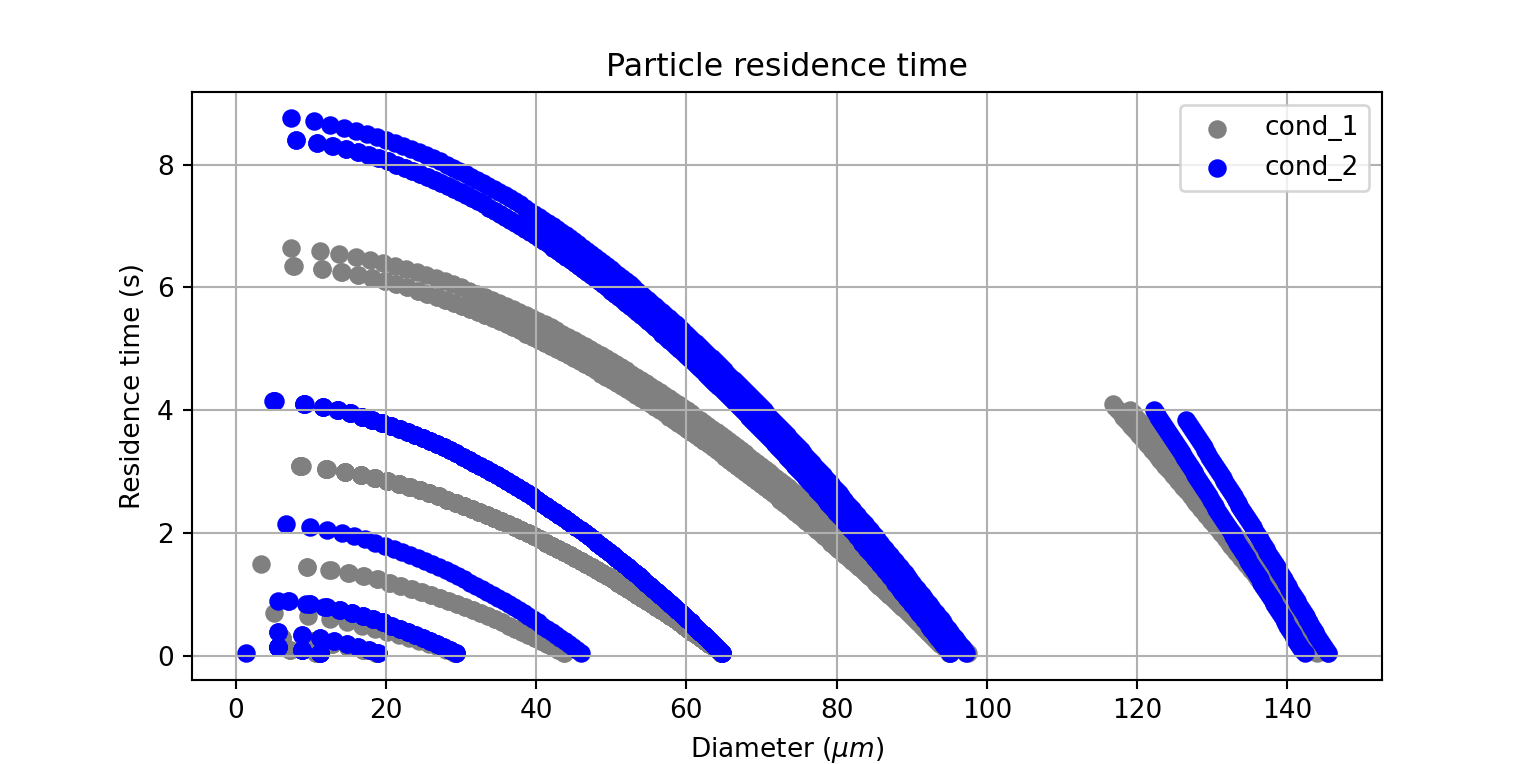 Particle residence time
cond_1
cond_2
Residence time (s)
8
6
4
2
0
0 20 40 60 80 100 120 140
Diameter (μm)